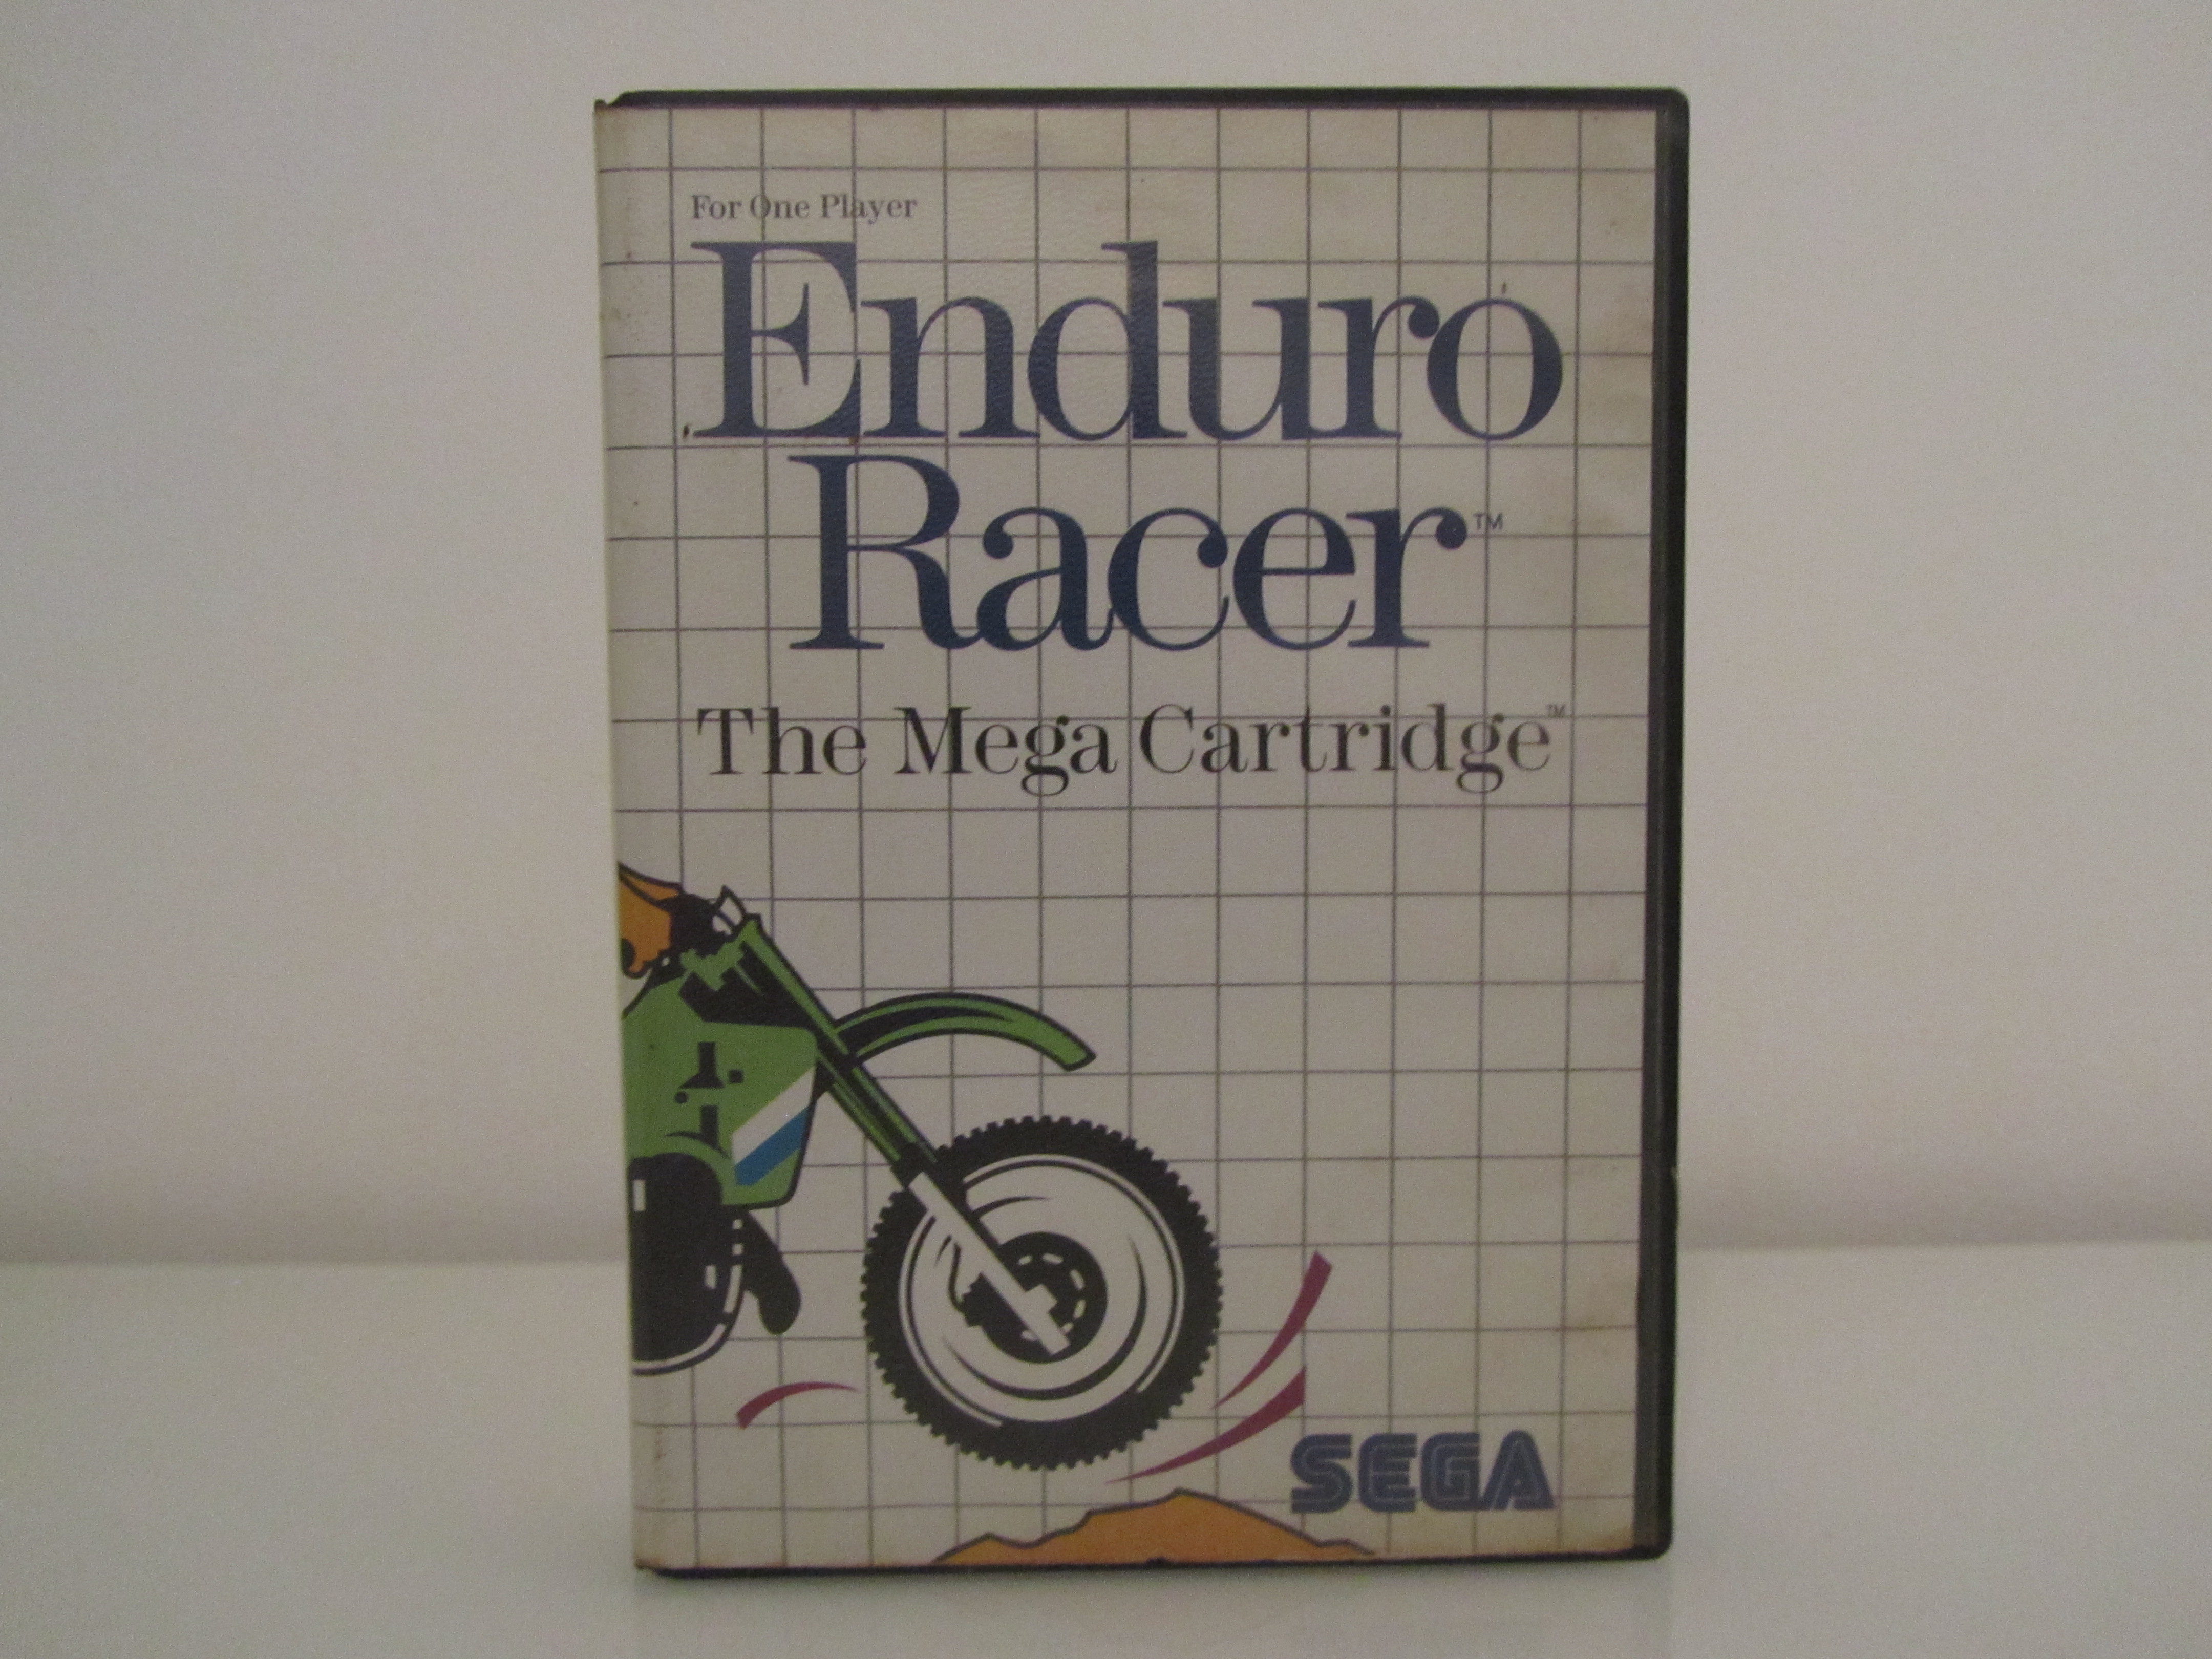 For One Player
Enduro
Racer™
The Mega Cartridge™
SEGA